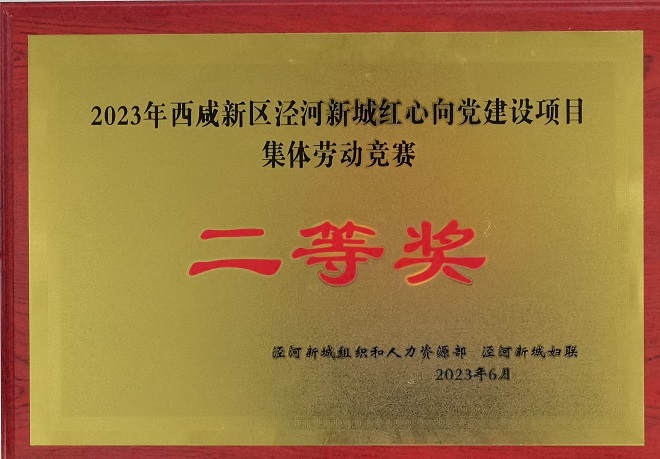 2023年西咸新区泾河新城红心向党建设项目
集体劳动竞赛
二等奖
泾河新城组织和人力资源部 泾河新城妇联
2023年6月